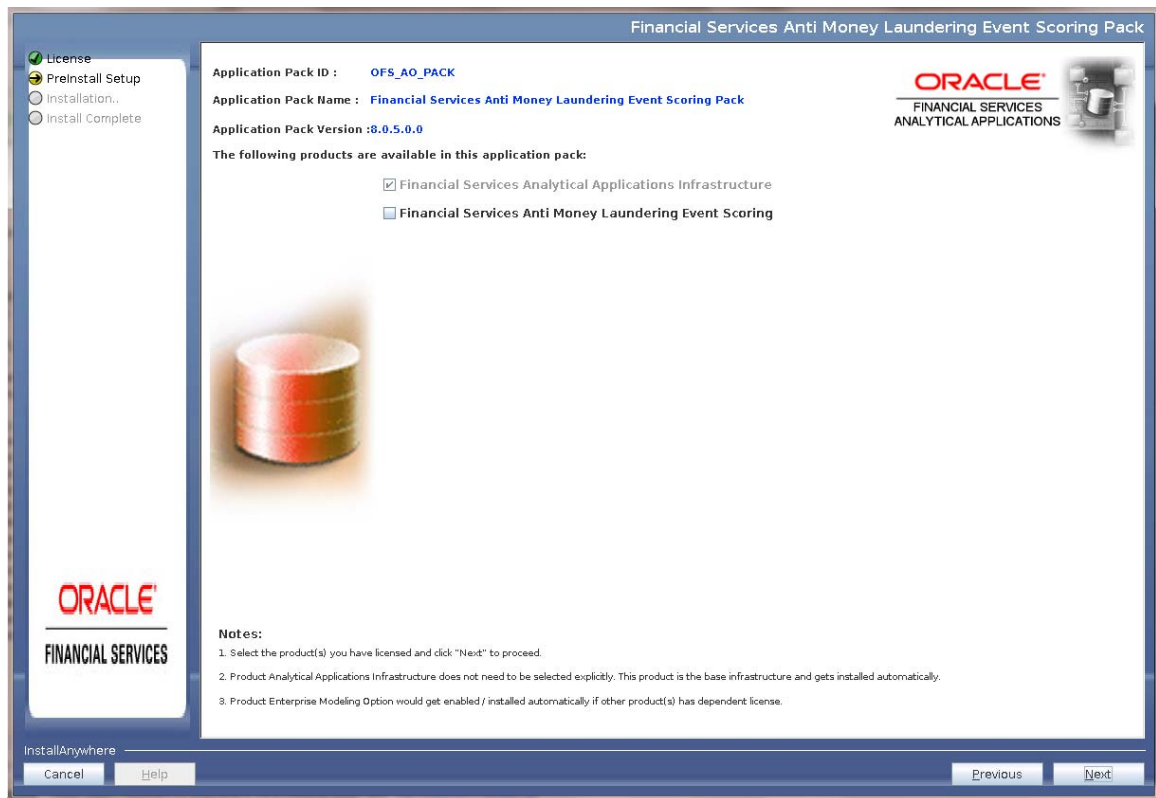 Financial Services Anti Money Laundering Event Scoring Pack
License
PreInstall Setup
Installation..
Install Complete
Application Pack ID : OFS_AO_PACK
Application Pack Name : Financial Services Anti Money Laundering Event Scoring Pack
Application Pack Version :8.0.5.0.0
The following products are available in this application pack:
Financial Services Analytical Applications Infrastructure
Financial Services Anti Money Laundering Event Scoring
ORACLE
FINANCIAL SERVICES
ANALYTICAL APPLICATIONS
ORACLE
FINANCIAL SERVICES
Notes:
1. Select the product(s) you have licensed and click "Next" to proceed.
2. Product Analytical Applications Infrastructure does not need to be selected explicitly. This product is the base infrastructure and gets installed automatically.
3. Product Enterprise Modeling Option would get enabled / installed automatically if other product(s) has dependent license.
InstallAnywhere
Cancel Help Previous Next